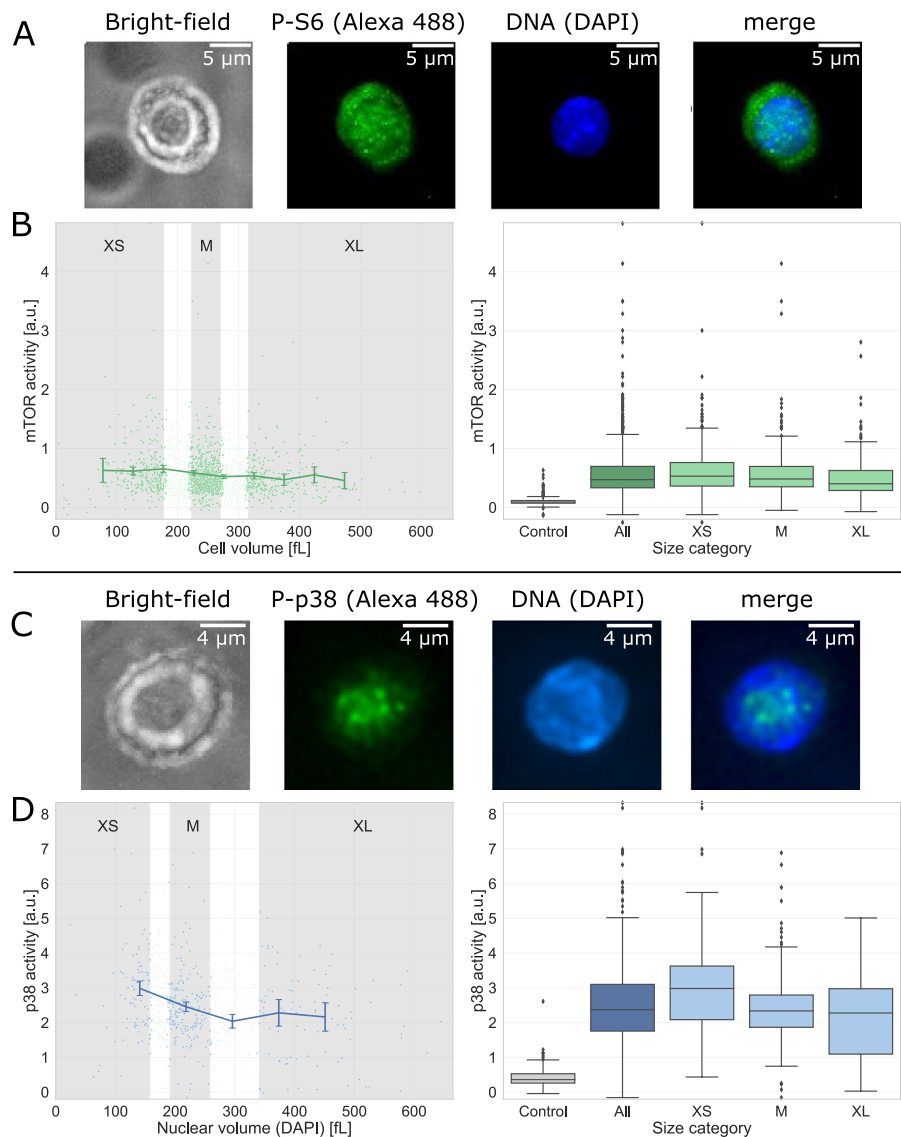 A
Bright-field
P-S6 (Alexa 488)
DNA (DAPI)
merge
5 µm
5 µm
5 µm
5 µm
B
XS
M
XL
mTOR activity [a.u.]
4
3
2
1
0
0 100 200 300 400 500 600
Cell volume [fL]
mTOR activity [a.u.]
4
3
2
1
0
Control All XS M XL
Size category
Bright-field
P-p38 (Alexa 488)
DNA (DAPI)
merge
C
4 µm
4 µm
4 µm
4 µm
D
XS
M
XL
p38 activity [a.u.]
8
7
6
5
4
3
2
1
0
0 100 200 300 400 500 600
Nuclear volume (DAPI) [fL]
p38 activity [a.u.]
8
7
6
5
4
3
2
1
0
Control All XS M XL
Size category